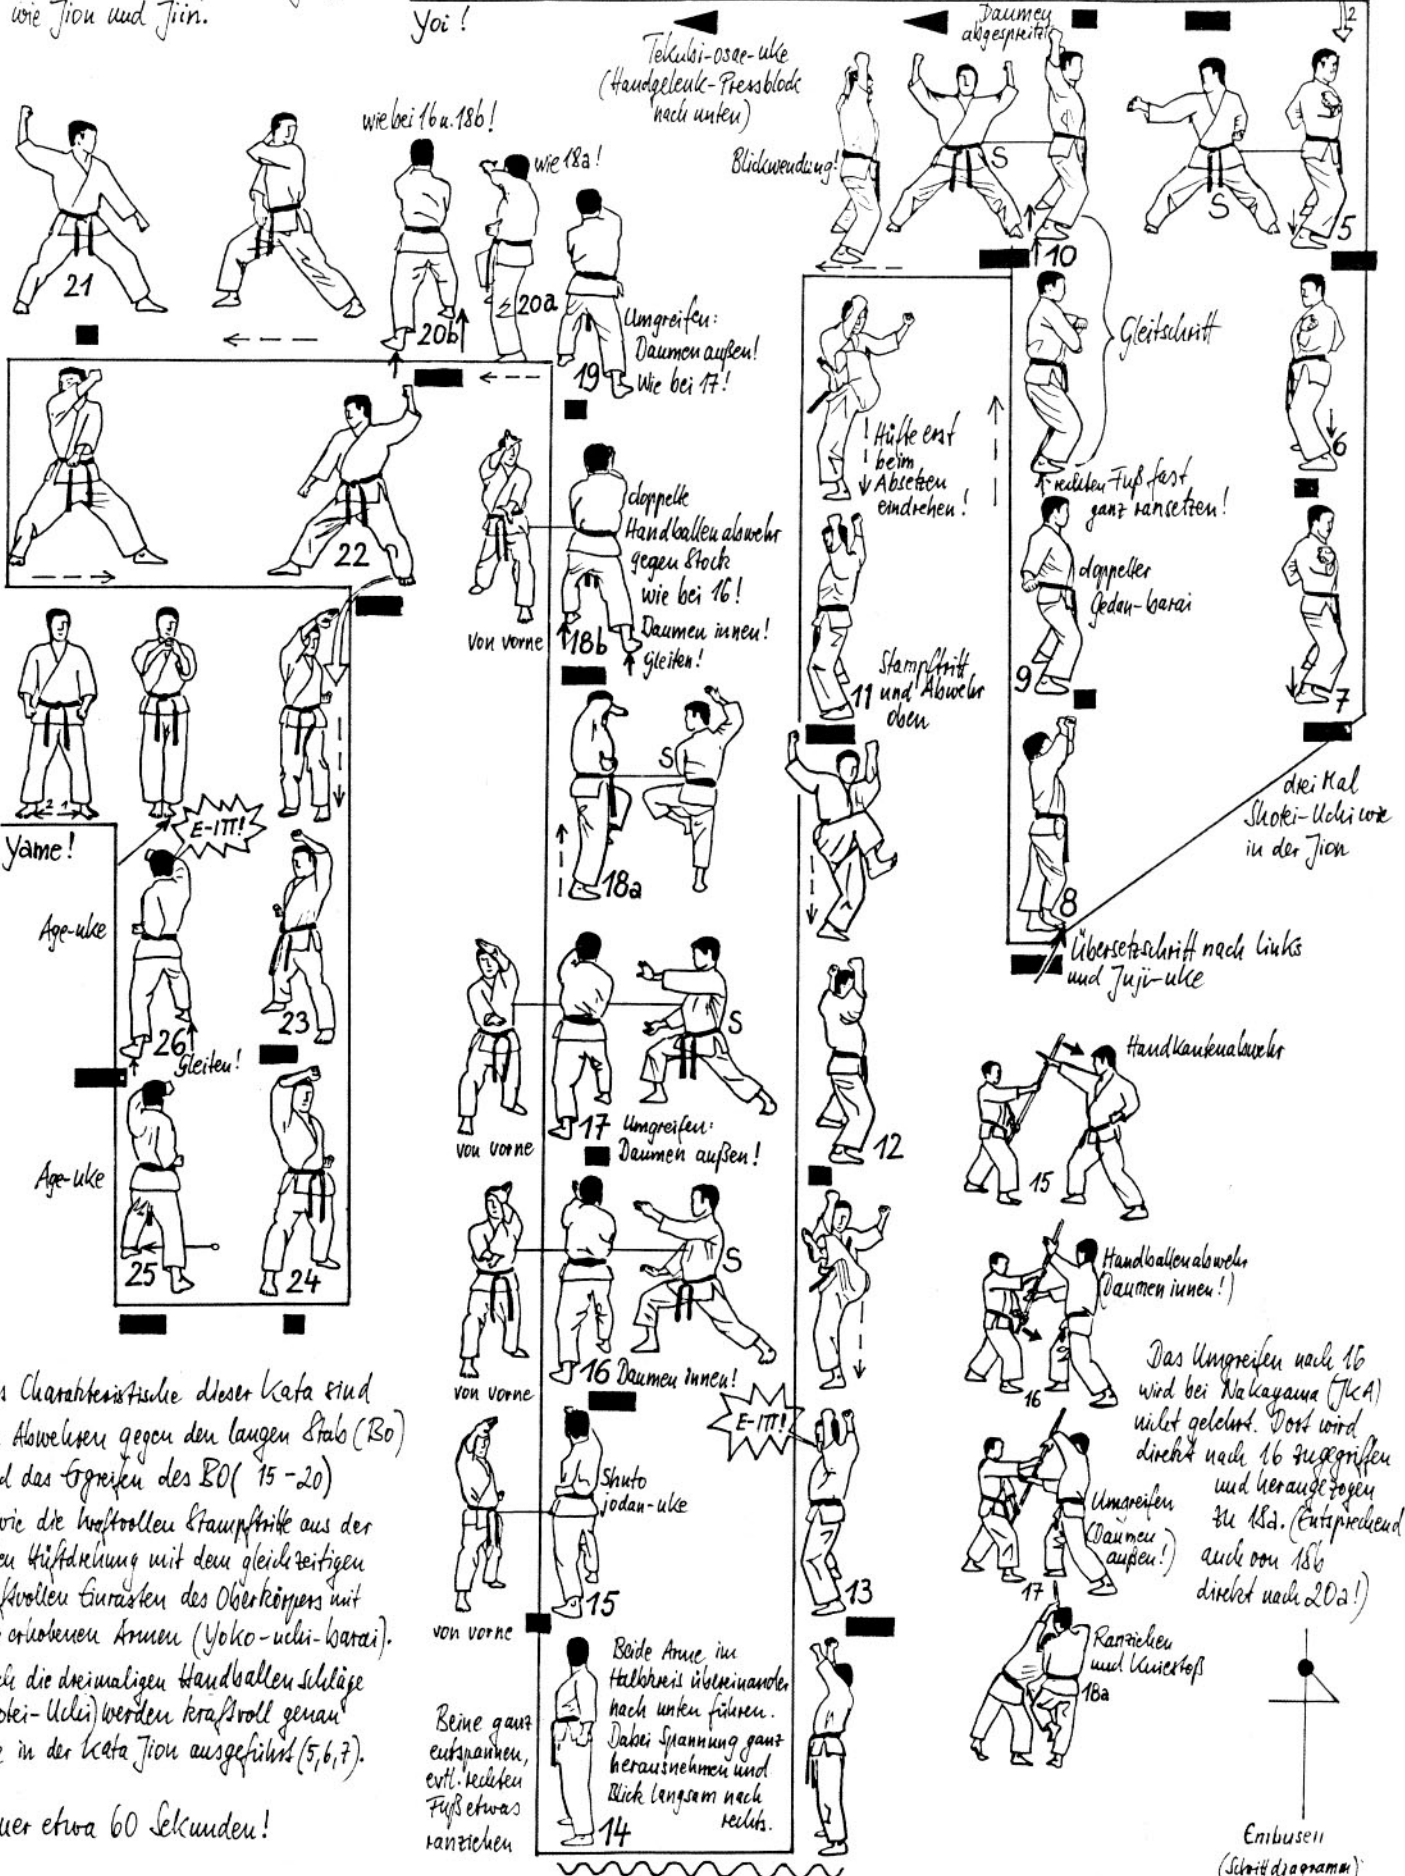 wie Jion und Jiin.
Yoi!
Tekubi-osae-uke
(Handgelenk-Pressblock
nach unten)
Daumen
abgespreitzt
2
wie bei 16 u. 18b!
wie 18a!
Blickwendung!
S
S
5
10
21
20b
20a
19
Umgreifen:
Daumen außen!
Wie bei 17!
Gleitschritt
6
! Hüfte erst
beim
Absetzen
eindrehen!
rechten Fuß fast
ganz ransetzen!
22
doppelte
Handballenabwehr
gegen Stock
wie bei 16!
Daumen innen!
Gleiten!
von vorne
18b
doppelter
Gedan-barai
9
7
11
Stampftritt
und Abwehr
oben
2 1
E-ITT!
Yame!
S
18a
8
drei Mal
Shotei-Uchi wie
in der Jion
Übersetzschritt nach links
und Juji-uke
Age-uke
26
Gleiten!
23
S
von vorne
17
Umgreifen:
Daumen außen!
12
Handkantenabwehr
15
Age-uke
25
24
S
von vorne
16
Daumen innen!
Handballenabwehr
(Daumen innen!)
16
E-ITT!
Shuto
jodan-uke
von vorne
15
13
Umgreifen
(Daumen
außen!)
17
Das Umgreifen nach 16
wird bei Nakayama (JKA)
nicht gelehrt. Dort wird
direkt nach 16 zugegriffen
und herangezogen
zu 18a. (Entsprechend
auch von 18b
direkt nach 20a!)
Ranziehen
und Kniestoß
18a
s Charakteristische dieser Kata sind
Abwehren gegen den langen Stab (Bo)
d das Ergreifen des BO (15-20)
wie die kraftvollen Stampftritte aus der
en Hüftdrehung mit dem gleichzeitigen
ftvollen Einrasten des Oberkörpers mit
erhobenen Armen (Yoko-uchi-barai).
ch die dreimaligen Handballenschläge
otei-Uchi) werden kraftvoll genau
e in der Kata Jion ausgeführt (5,6,7).
uer etwa 60 Sekunden!
Beine ganz
entspannen,
evtl. rechten
Fuß etwas
ranziehen
14
Beide Arme im
Halbkreis übereinander
nach unten führen.
Dabei Spannung ganz
herausnehmen und
Blick langsam nach
rechts.
Embusen
(Schrittdiagramm)